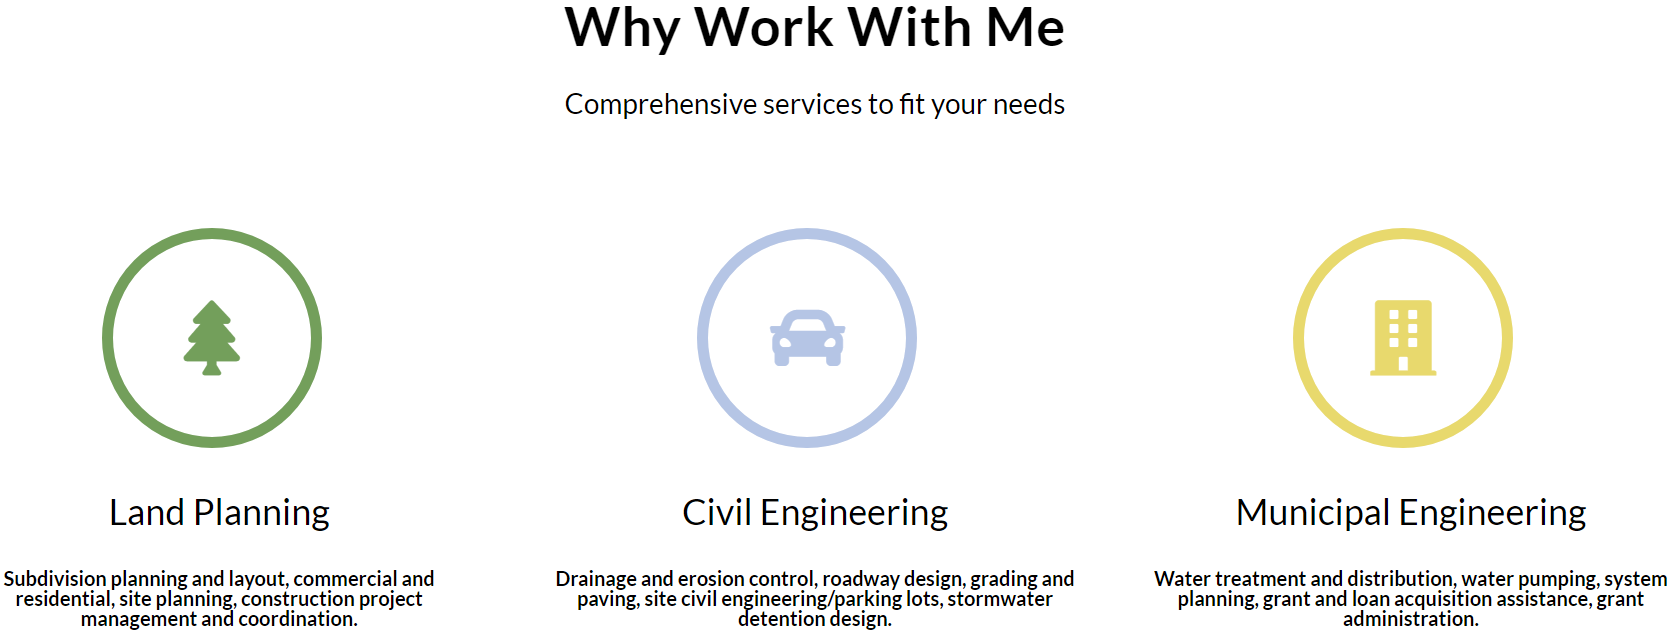 Why Work With Me
Comprehensive services to fit your needs
Land Planning
Subdivision planning and layout, commercial and
residential, site planning, construction project
management and coordination.
Civil Engineering
Drainage and erosion control, roadway design, grading and
paving, site civil engineering/parking lots, stormwater
detention design.
Municipal Engineering
Water treatment and distribution, water pumping, system
planning, grant and loan acquisition assistance, grant
administration.